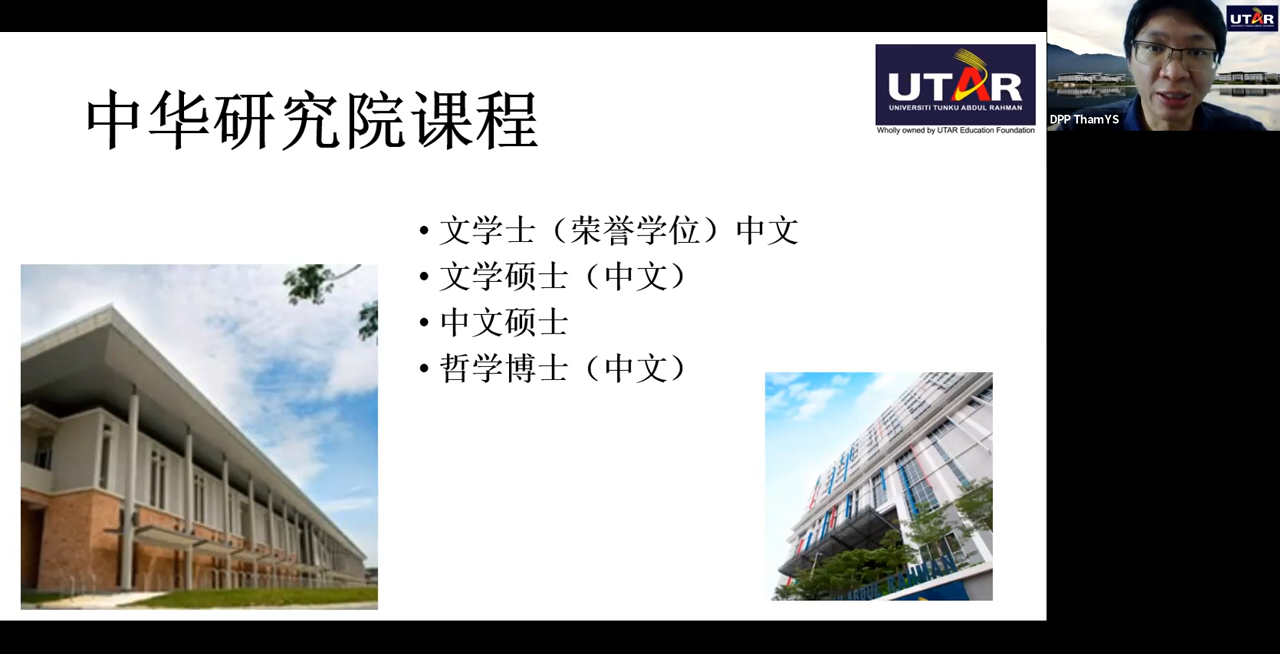 中华研究院课程
UTAR
UNIVERSITI TUNKU ABDUL RAHMAN
Wholly owned by UTAR Education Foundation
• 文学士（荣誉学位）中文
• 文学硕士（中文）
• 中文硕士
• 哲学博士（中文）
ABDUL RAHMAN
UTAR
DPP ThamYS